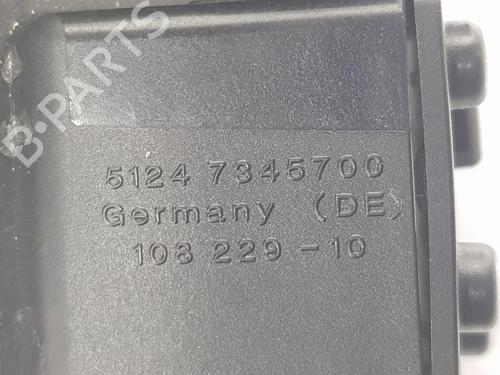 B-PARTS
5124 7345700
Germany (DE)
108 229 -10